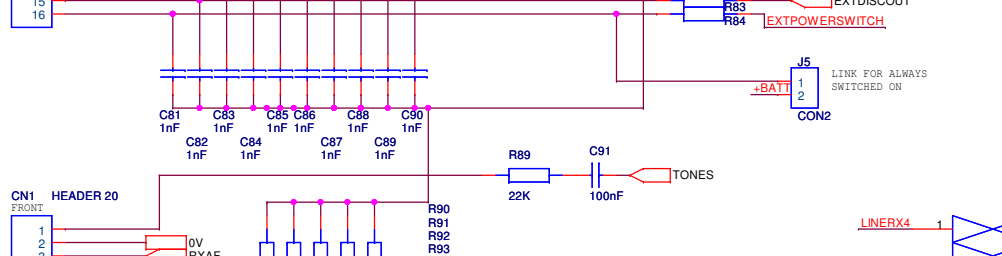 15
16
R83
R84
EXTDISCOUT
EXTPOWERSWITCH
J5
1
2
+BATT
CON2
LINK FOR ALWAYS
SWITCHED ON
C81 C83 C85 C86 C88 C90
1nF 1nF 1nF 1nF 1nF 1nF
C82 C84 C87 C89
1nF 1nF 1nF 1nF
R89
22K
C91
100nF
TONES
CN1 HEADER 20
FRONT
1
2
0V
R90
R91
R92
R93
LINERX4
1